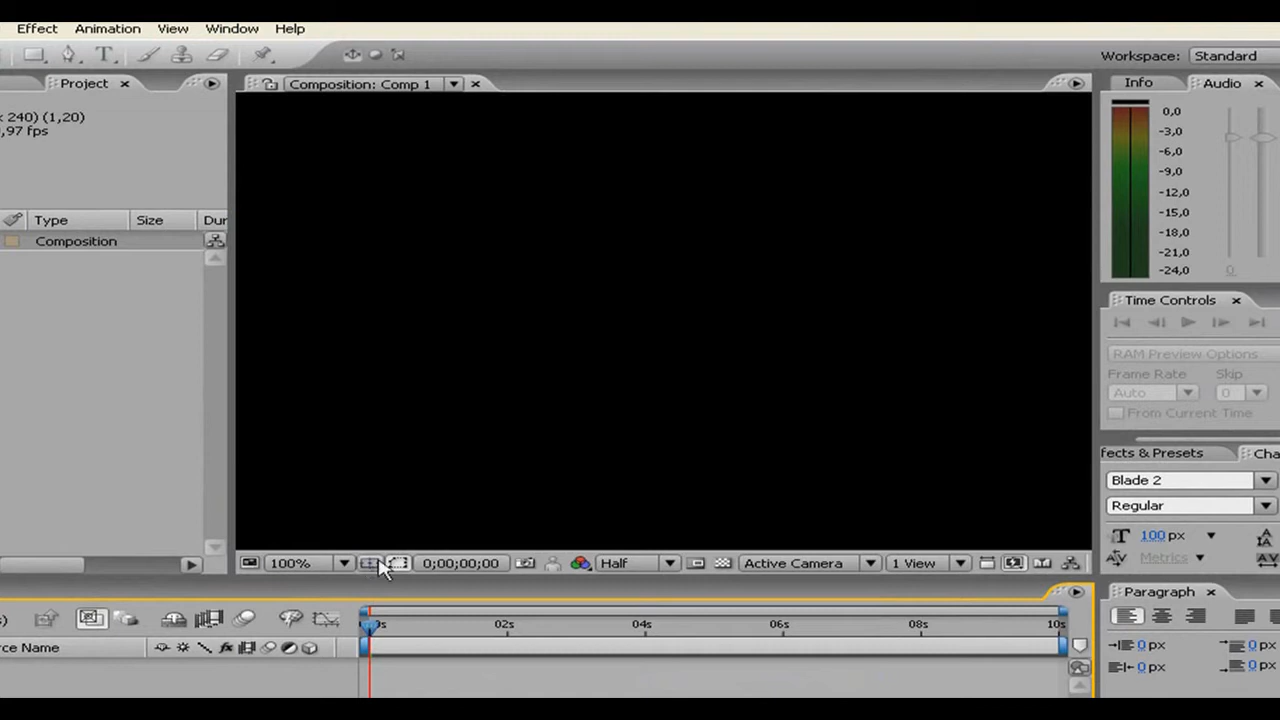 Effect Animation View Window Help
Workspace: Standard
Project
Composition: Comp 1
Info Audio
x 240) (1,20)
,97 fps
0,0
-3,0
-6,0
-9,0
-12,0
-15,0
-18,0
-21,0
-24,0
0
Type Size Dur
Composition
Time Controls
RAM Preview Options
Frame Rate Skip
Auto 0
From Current Time
fects & Presets Cha
Blade 2
Regular
100 px
Metrics
100% 0;00;00;00 Half Active Camera 1 View
Paragraph
0 px 0 px
0 px 0 px
s) 0s 02s 04s 06s 08s 10s
rce Name